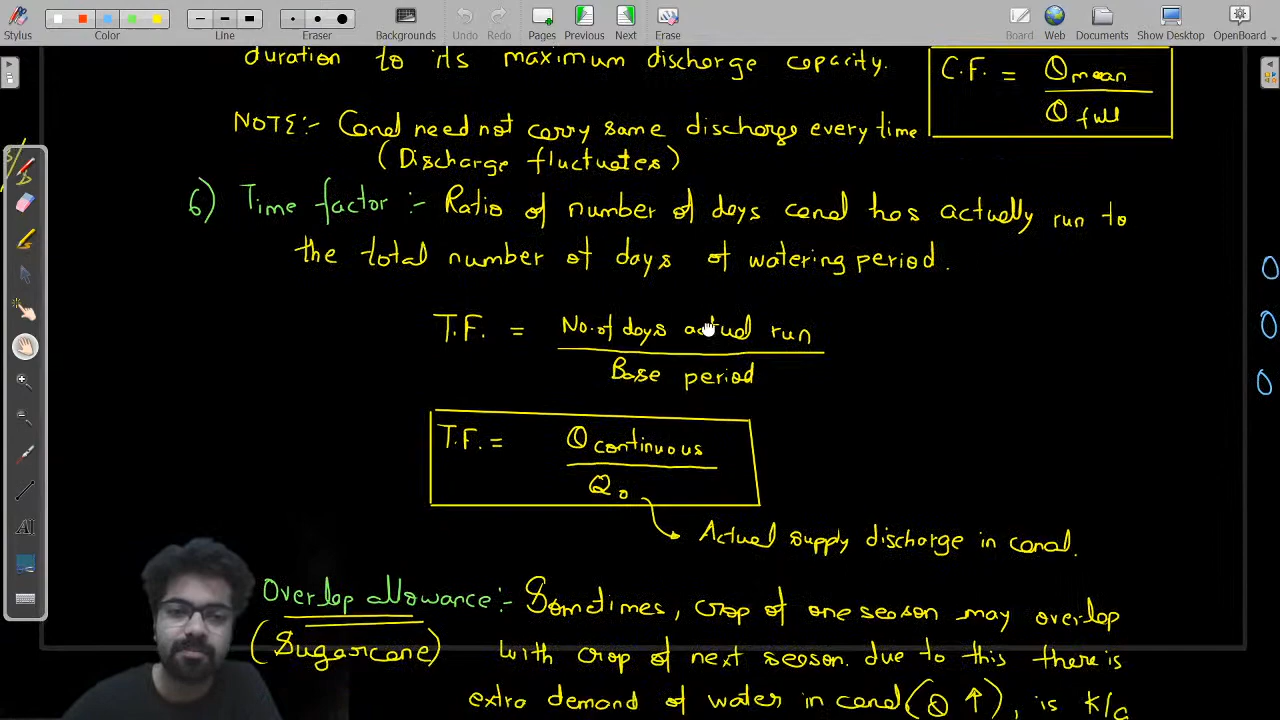 Stylus
Color
Line
Eraser
Backgrounds
Undo
Redo
Pages
Previous
Next
Erase
Board
Web
Documents
Show Desktop
OpenBoard
duration to its maximum discharge capacity.
C.F. = Qmean / Qfull
NOTE:- Canal need not carry same discharge every time
(Discharge fluctuates)
6) Time factor :- Ratio of number of days canal has actually run to
the total number of days of watering period.
T.F. = No. of days actual run / Base period
T.F. = Qcontinuous / Q0
Actual supply discharge in canal.
Overlap allowance:- Sometimes, crop of one season may overlap
(Sugarcane) with crop of next season. due to this there is
extra demand of water in canal (Q ↑), is k/a